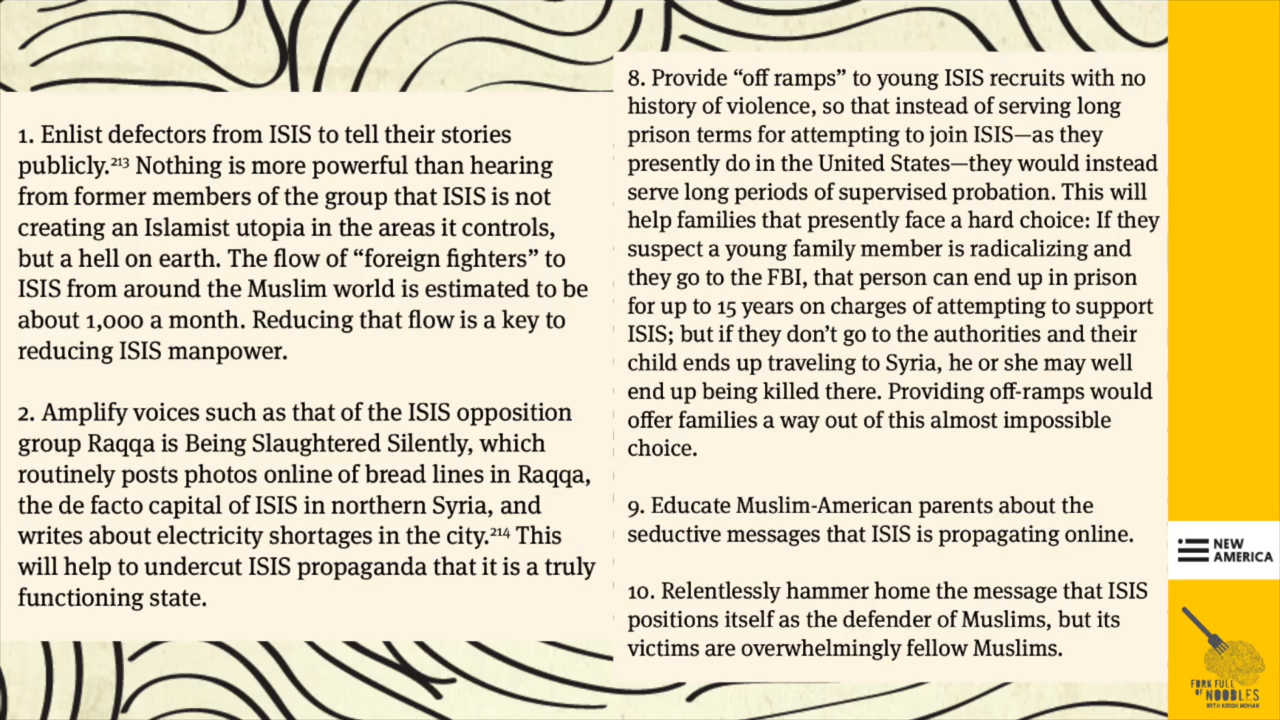 1. Enlist defectors from ISIS to tell their stories
publicly.²¹³ Nothing is more powerful than hearing
from former members of the group that ISIS is not
creating an Islamist utopia in the areas it controls,
but a hell on earth. The flow of “foreign fighters” to
ISIS from around the Muslim world is estimated to be
about 1,000 a month. Reducing that flow is a key to
reducing ISIS manpower.
2. Amplify voices such as that of the ISIS opposition
group Raqqa is Being Slaughtered Silently, which
routinely posts photos online of bread lines in Raqqa,
the de facto capital of ISIS in northern Syria, and
writes about electricity shortages in the city.²¹⁴ This
will help to undercut ISIS propaganda that it is a truly
functioning state.
8. Provide “off ramps” to young ISIS recruits with no
history of violence, so that instead of serving long
prison terms for attempting to join ISIS—as they
presently do in the United States—they would instead
serve long periods of supervised probation. This will
help families that presently face a hard choice: If they
suspect a young family member is radicalizing and
they go to the FBI, that person can end up in prison
for up to 15 years on charges of attempting to support
ISIS; but if they don’t go to the authorities and their
child ends up traveling to Syria, he or she may well
end up being killed there. Providing off-ramps would
offer families a way out of this almost impossible
choice.
9. Educate Muslim-American parents about the
seductive messages that ISIS is propagating online.
10. Relentlessly hammer home the message that ISIS
positions itself as the defender of Muslims, but its
victims are overwhelmingly fellow Muslims.
NEW
AMERICA
FORK FULL
OF NOODLES
WITH KRISH MOHAN